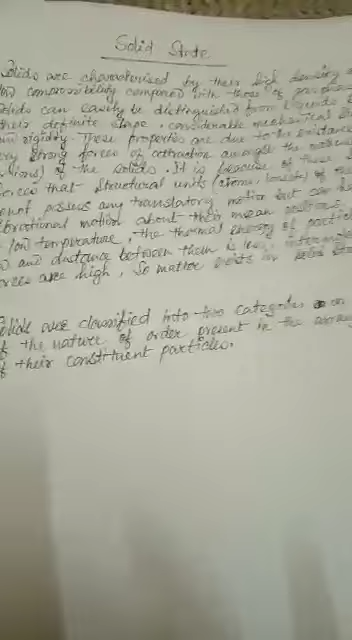 Solid State
Solids are characterised by their high density
low compressibility compared with those of
Solids can easily be distinguished from liquids
their definite shape, considerable mechanical
and rigidity. These properties are due to the existence
very strong forces of attraction amongst the
of the solids. It is because of these
forces that structural units (atoms,
cannot possess any translatory motion but can
vibrational motion about their mean
low temperature, the thermal energy of
and distance between them is less,
forces are high, So matter exists in solid
Solids are classified into two categories on
of the nature of order present in the
of their constituent particles.